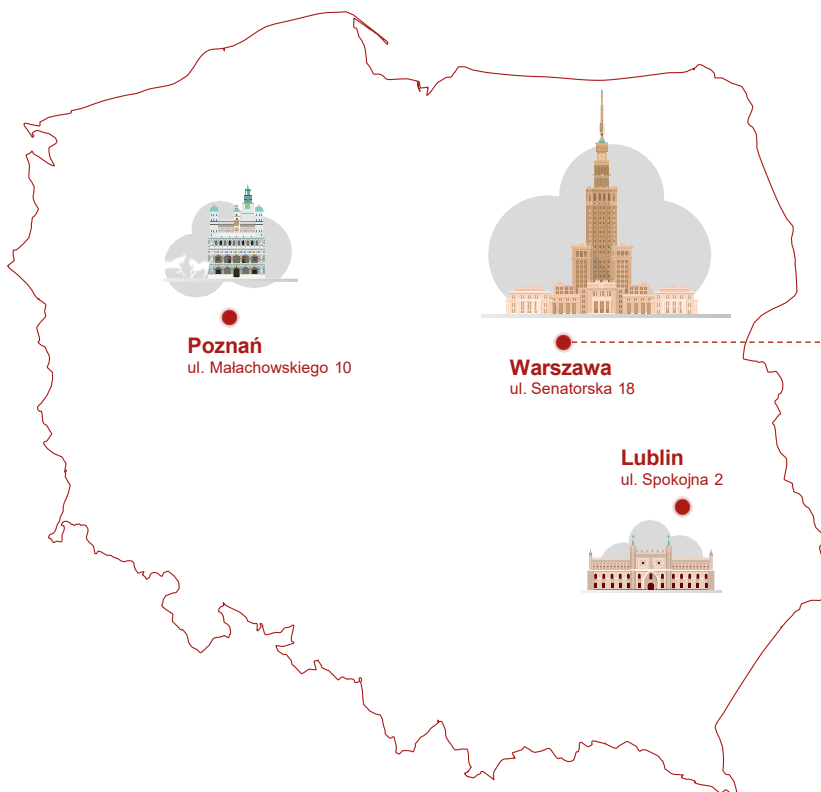 Poznań
ul. Małachowskiego 10
Warszawa
ul. Senatorska 18
Lublin
ul. Spokojna 2